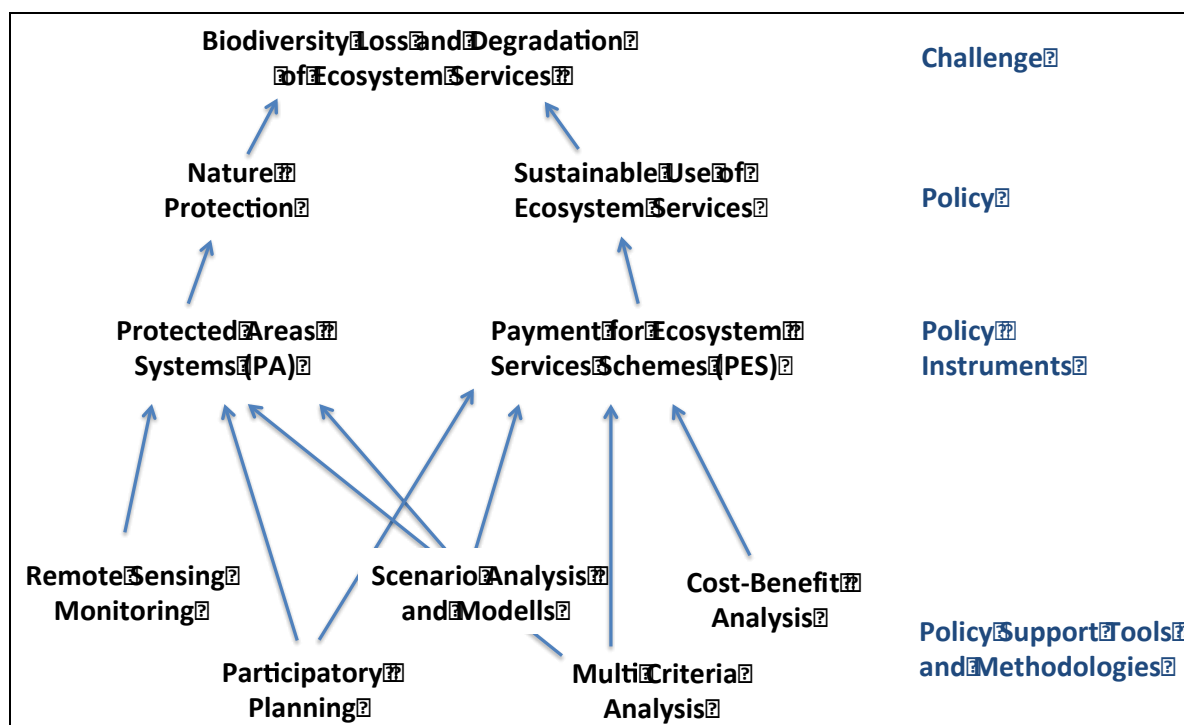 Biodiversity Loss and Degradation
of Ecosystem Services
Challenge
Nature
Protection
Sustainable Use of
Ecosystem Services
Policy
Protected Areas
Systems (PA)
Payment for Ecosystem
Services Schemes (PES)
Policy
Instruments
Remote Sensing
Monitoring
Scenario Analysis
and Modells
Cost-Benefit
Analysis
Participatory
Planning
Multi Criteria
Analysis
Policy Support Tools
and Methodologies